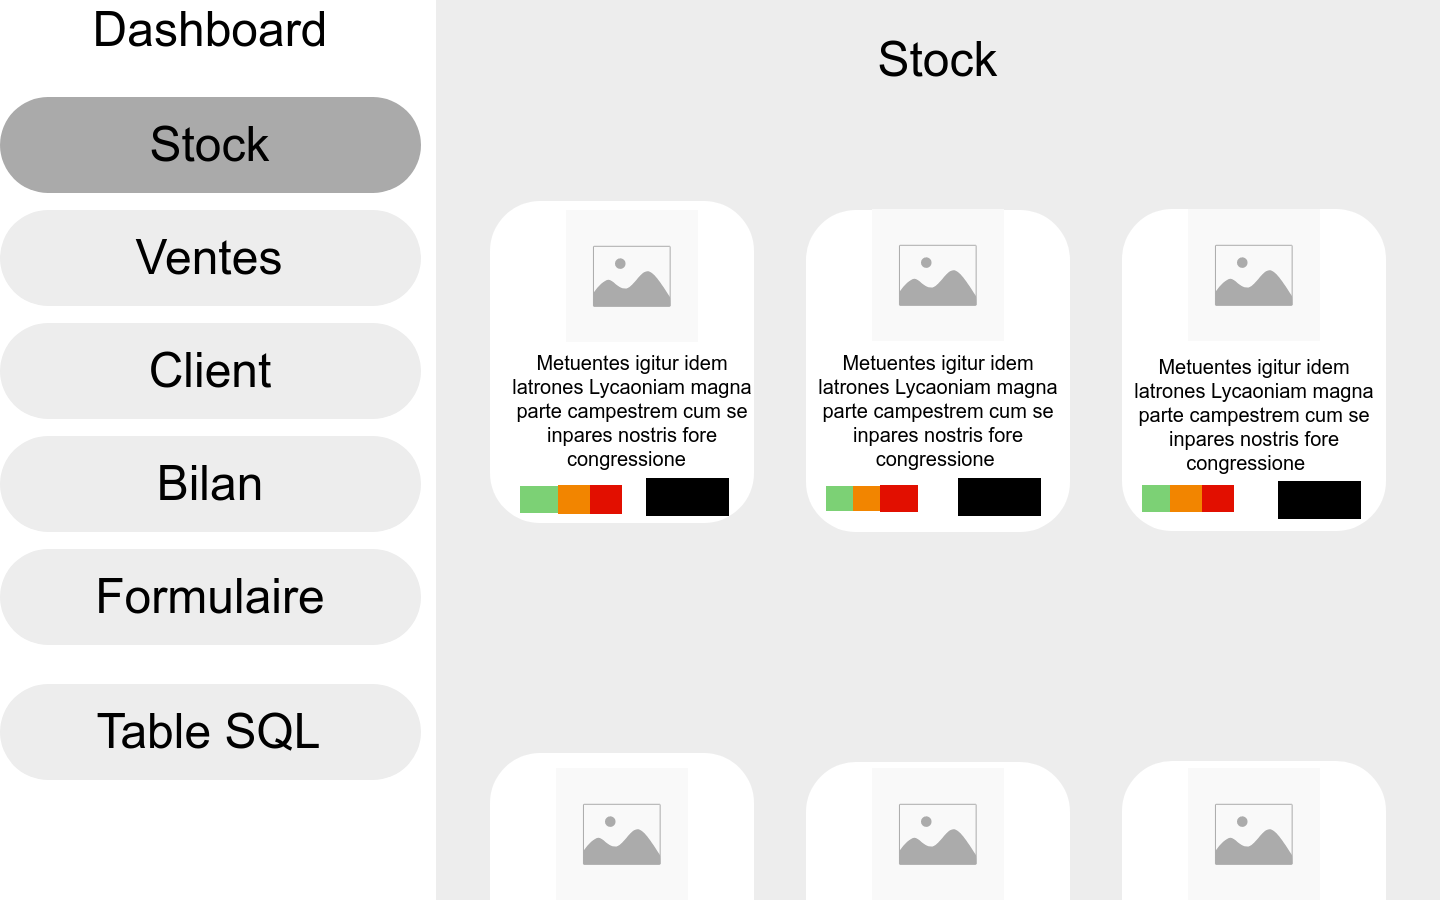 Dashboard
Stock
Ventes
Client
Bilan
Formulaire
Table SQL
Stock
Metuentes igitur idem
latrones Lycaoniam magna
parte campestrem cum se
inpares nostris fore
congressione
Metuentes igitur idem
latrones Lycaoniam magna
parte campestrem cum se
inpares nostris fore
congressione
Metuentes igitur idem
latrones Lycaoniam magna
parte campestrem cum se
inpares nostris fore
congressione